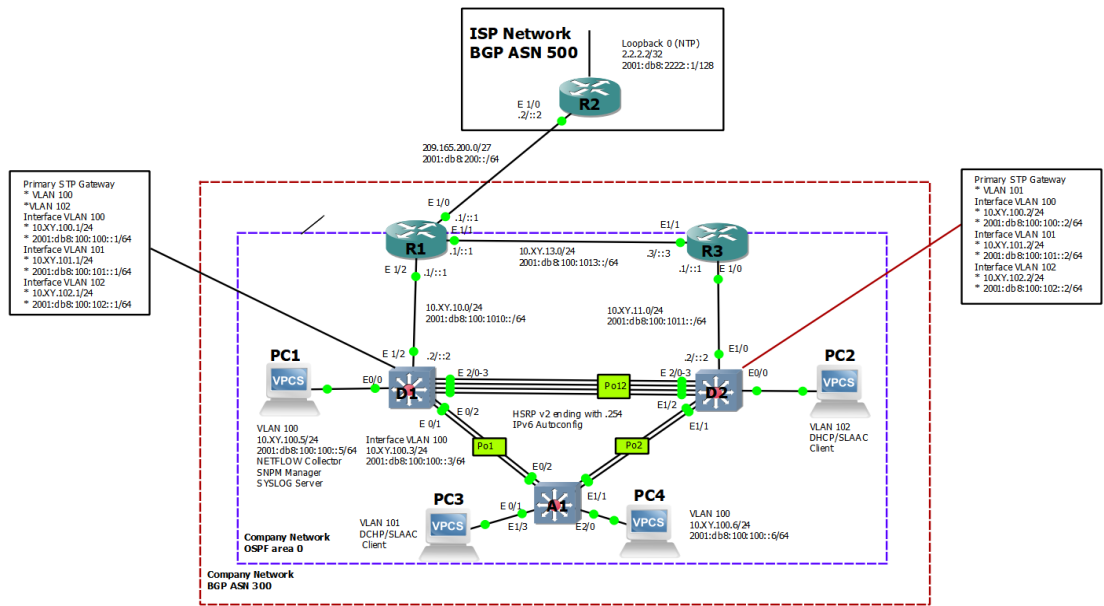 ISP Network
BGP ASN 500
Loopback 0 (NTP)
2.2.2.2/32
2001:db8:2222::1/128
R2
E 1/0
.2/::2
209.165.200.0/27
2001:db8:200::/64
Primary STP Gateway
* VLAN 100
*VLAN 102
Interface VLAN 100
* 10.XY.100.1/24
* 2001:db8:100:100::1/64
Interface VLAN 101
* 10.XY.101.1/24
* 2001:db8:100:101::1/64
Interface VLAN 102
* 10.XY.102.1/24
* 2001:db8:100:102::1/64
Primary STP Gateway
* VLAN 101
Interface VLAN 100
* 10.XY.100.2/24
* 2001:db8:100:100::2/64
Interface VLAN 101
* 10.XY.101.2/24
* 2001:db8:100:101::2/64
Interface VLAN 102
* 10.XY.102.2/24
* 2001:db8:100:102::2/64
E 1/0
.1/::1
E 1/1
R1
.1/::1
E 1/2
.1/::1
10.XY.13.0/24
2001:db8:100:1013::/64
E1/1
.3/::3
R3
.1/::1
E 1/0
10.XY.10.0/24
2001:db8:100:1010::/64
10.XY.11.0/24
2001:db8:100:1011::/64
E 1/2
.2/::2
.2/::2
E1/0
PC1
VPCS
E0/0
D1
E 2/0-3
Po12
E 2/0-3
D2
E0/0
PC2
VPCS
VLAN 102
DHCP/SLAAC
Client
E 0/2
E 0/1
HSRP v2 ending with .254
IPv6 Autoconfig
E1/2
E1/1
VLAN 100
10.XY.100.5/24
2001:db8:100:100::5/64
NETFLOW Collector
SNPM Manager
SYSLOG Server
Interface VLAN 100
10.XY.100.3/24
2001:db8:100:100::3/64
Po1
Po2
E0/2
E1/1
A1
E 0/1
E1/3
E2/0
PC3
VPCS
VLAN 101
DCHP/SLAAC
Client
PC4
VPCS
VLAN 100
10.XY.100.6/24
2001:db8:100:100::6/64
Company Network
OSPF area 0
Company Network
BGP ASN 300